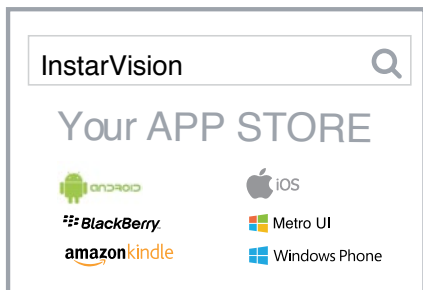 InstarVision
Your APP STORE
android
iOS
BlackBerry.
Metro UI
amazonkindle
Windows Phone